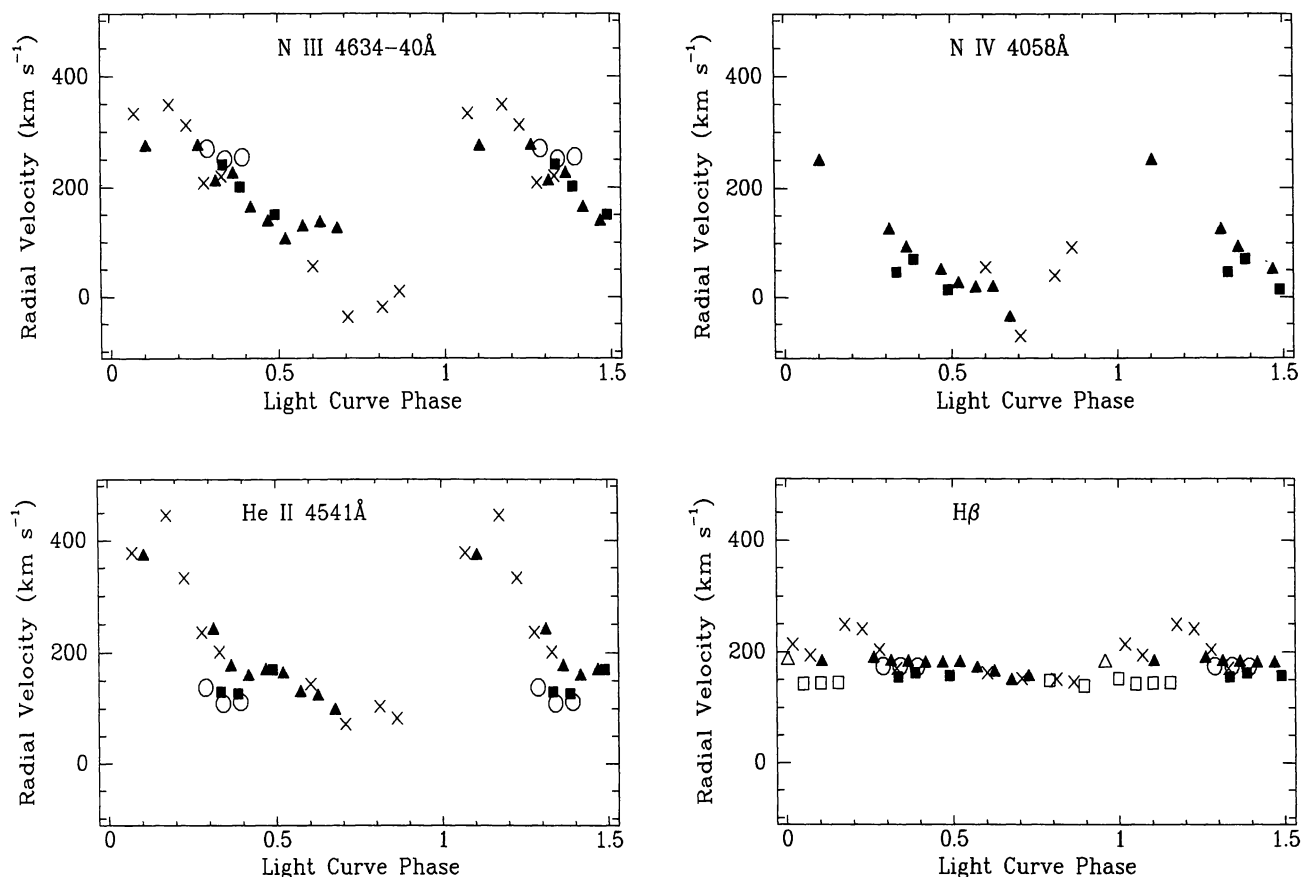 N III 4634-40Å
Radial Velocity (km s⁻¹)
400
200
0
0 0.5 1 1.5
Light Curve Phase
N IV 4058Å
Radial Velocity (km s⁻¹)
400
200
0
0 0.5 1 1.5
Light Curve Phase
He II 4541Å
Radial Velocity (km s⁻¹)
400
200
0
0 0.5 1 1.5
Light Curve Phase
Hβ
Radial Velocity (km s⁻¹)
400
200
0
0 0.5 1 1.5
Light Curve Phase